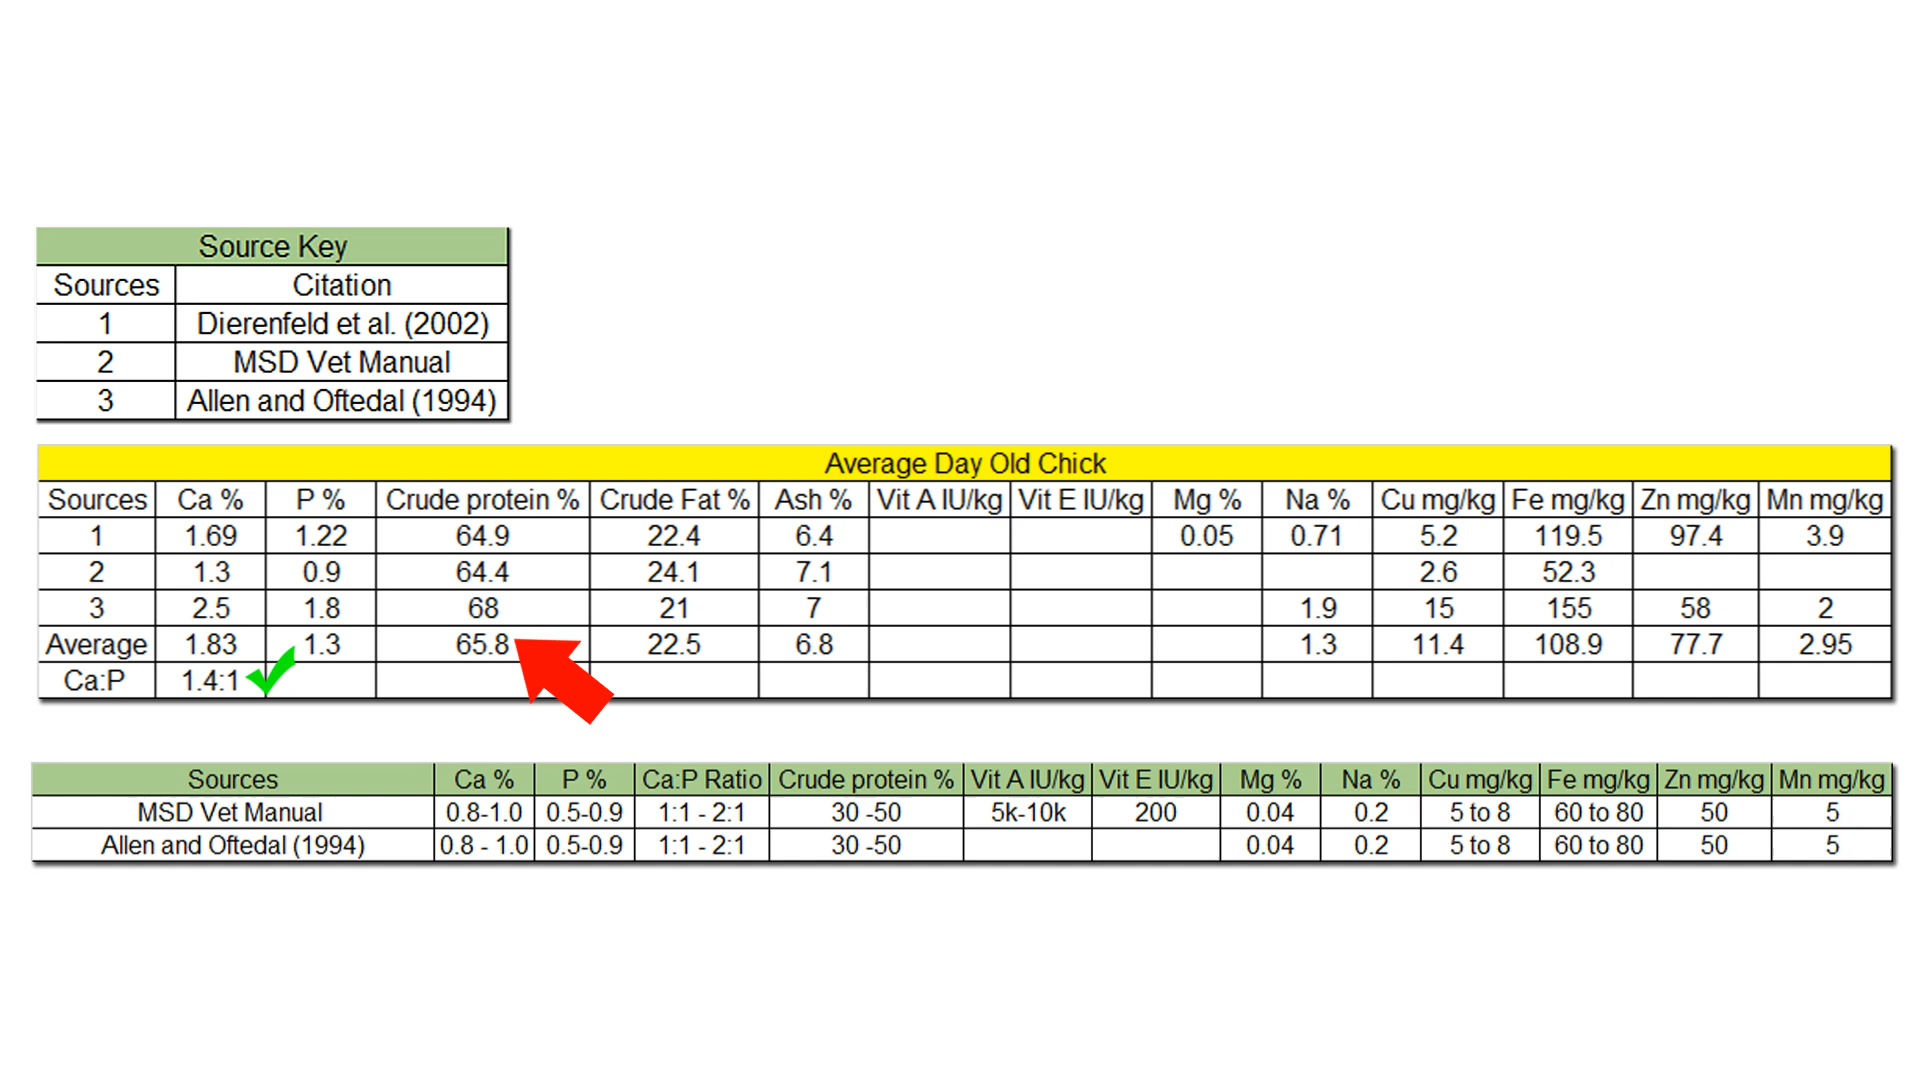 Source Key
Sources Citation
1 Dierenfeld et al. (2002)
2 MSD Vet Manual
3 Allen and Oftedal (1994)
Average Day Old Chick
Sources Ca % P % Crude protein % Crude Fat % Ash % Vit A IU/kg Vit E IU/kg Mg % Na % Cu mg/kg Fe mg/kg Zn mg/kg Mn mg/kg
1 1.69 1.22 64.9 22.4 6.4 0.05 0.71 5.2 119.5 97.4 3.9
2 1.3 0.9 64.4 24.1 7.1 2.6 52.3
3 2.5 1.8 68 21 7 1.9 15 155 58 2
Average 1.83 1.3 65.8 22.5 6.8 1.3 11.4 108.9 77.7 2.95
Ca:P 1.4:1
Sources Ca % P % Ca:P Ratio Crude protein % Vit A IU/kg Vit E IU/kg Mg % Na % Cu mg/kg Fe mg/kg Zn mg/kg Mn mg/kg
MSD Vet Manual 0.8-1.0 0.5-0.9 1:1 - 2:1 30 -50 5k-10k 200 0.04 0.2 5 to 8 60 to 80 50 5
Allen and Oftedal (1994) 0.8 - 1.0 0.5-0.9 1:1 - 2:1 30 -50 0.04 0.2 5 to 8 60 to 80 50 5